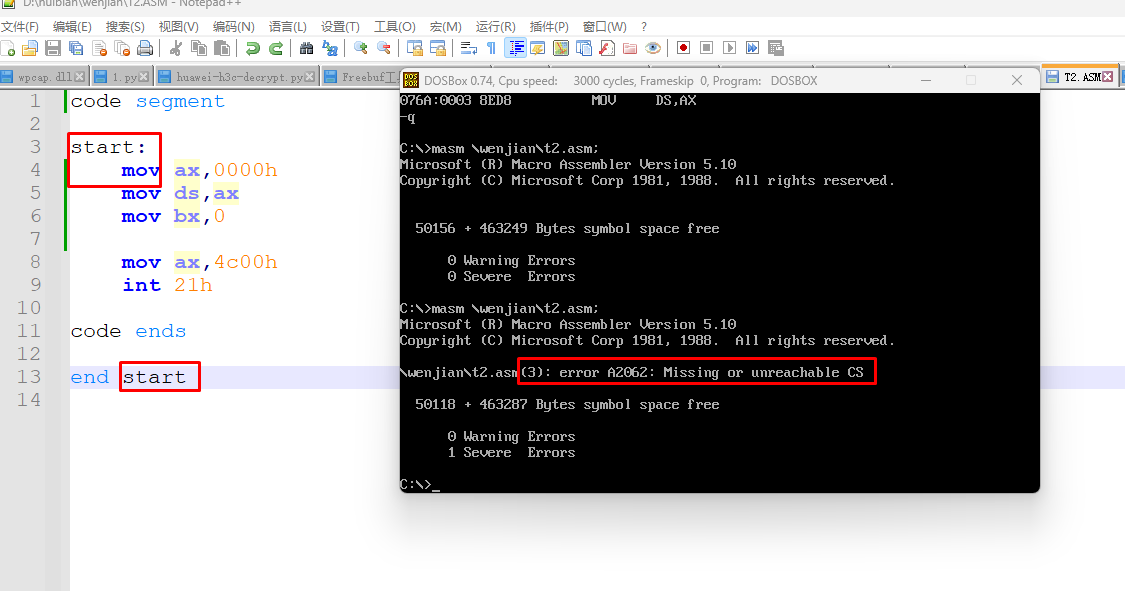 D:\huibian\wenjian\T2.ASM - Notepad++
文件(F) 编辑(E) 搜索(S) 视图(V) 编码(N) 语言(L) 设置(T) 工具(O) 宏(M) 运行(R) 插件(P) 窗口(W) ?
wpcap.dll 1.py huawei-h3c-decrypt.py Freebuf工 T2.ASM
1 code segment
2
3 start:
4 mov ax,0000h
5 mov ds,ax
6 mov bx,0
7
8 mov ax,4c00h
9 int 21h
10
11 code ends
12
13 end start
14
DOSBox 0.74, Cpu speed: 3000 cycles, Frameskip 0, Program: DOSBOX
076A:0003 8ED8 MOV DS,AX
-q
C:\>masm \wenjian\t2.asm;
Microsoft (R) Macro Assembler Version 5.10
Copyright (C) Microsoft Corp 1981, 1988. All rights reserved.
50156 + 463249 Bytes symbol space free
0 Warning Errors
0 Severe Errors
C:\>masm \wenjian\t2.asm;
Microsoft (R) Macro Assembler Version 5.10
Copyright (C) Microsoft Corp 1981, 1988. All rights reserved.
\wenjian\t2.asm(3): error A2062: Missing or unreachable CS
50118 + 463287 Bytes symbol space free
0 Warning Errors
1 Severe Errors
C:\>_